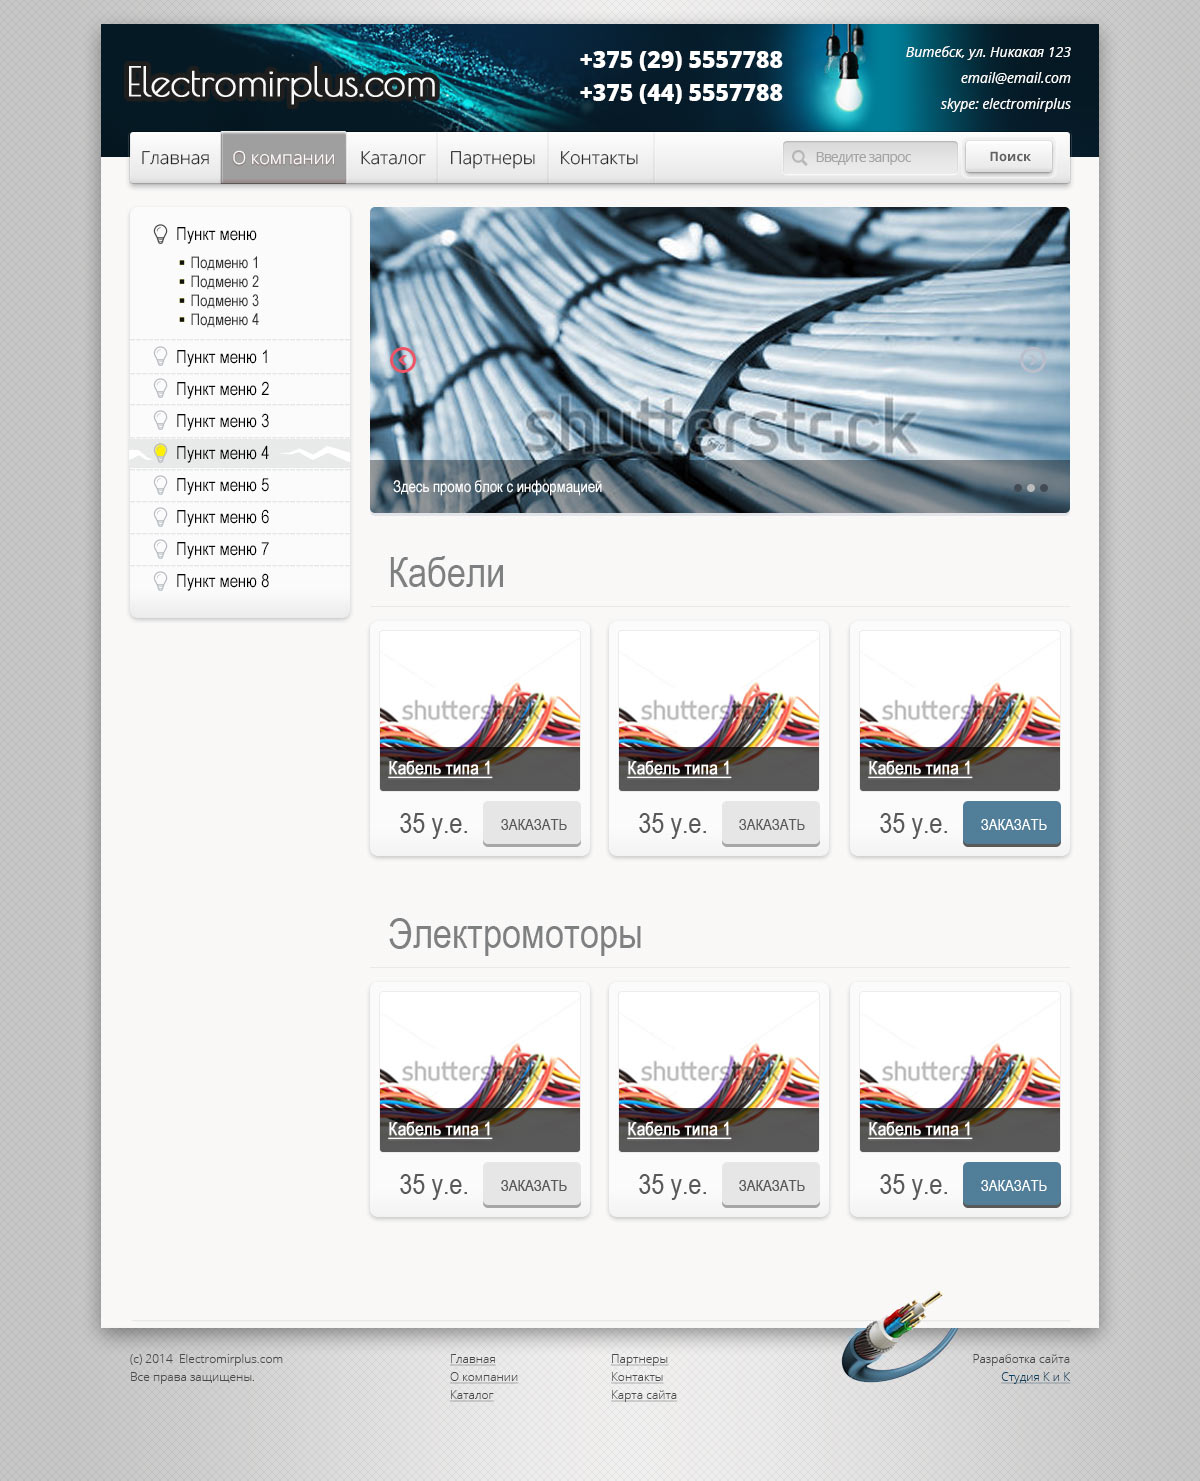 Electromirplus.com
+375 (29) 5557788
+375 (44) 5557788
Витебск, ул. Никакая 123
email@email.com
skype: electromirplus
Главная О компании Каталог Партнеры Контакты Введите запрос Поиск
Пункт меню
Подменю 1
Подменю 2
Подменю 3
Подменю 4
Пункт меню 1
Пункт меню 2
Пункт меню 3
Пункт меню 4
Пункт меню 5
Пункт меню 6
Пункт меню 7
Пункт меню 8
shutterstock
Здесь промо блок с информацией
Кабели
shutterstock shutterstock shutterstock
Кабель типа 1 Кабель типа 1 Кабель типа 1
35 у.е. ЗАКАЗАТЬ 35 у.е. ЗАКАЗАТЬ 35 у.е. ЗАКАЗАТЬ
Электромоторы
shutterstock shutterstock shutterstock
Кабель типа 1 Кабель типа 1 Кабель типа 1
35 у.е. ЗАКАЗАТЬ 35 у.е. ЗАКАЗАТЬ 35 у.е. ЗАКАЗАТЬ
(c) 2014 Electromirplus.com
Все права защищены.
Главная
О компании
Каталог
Партнеры
Контакты
Карта сайта
Разработка сайта
Студия К и К